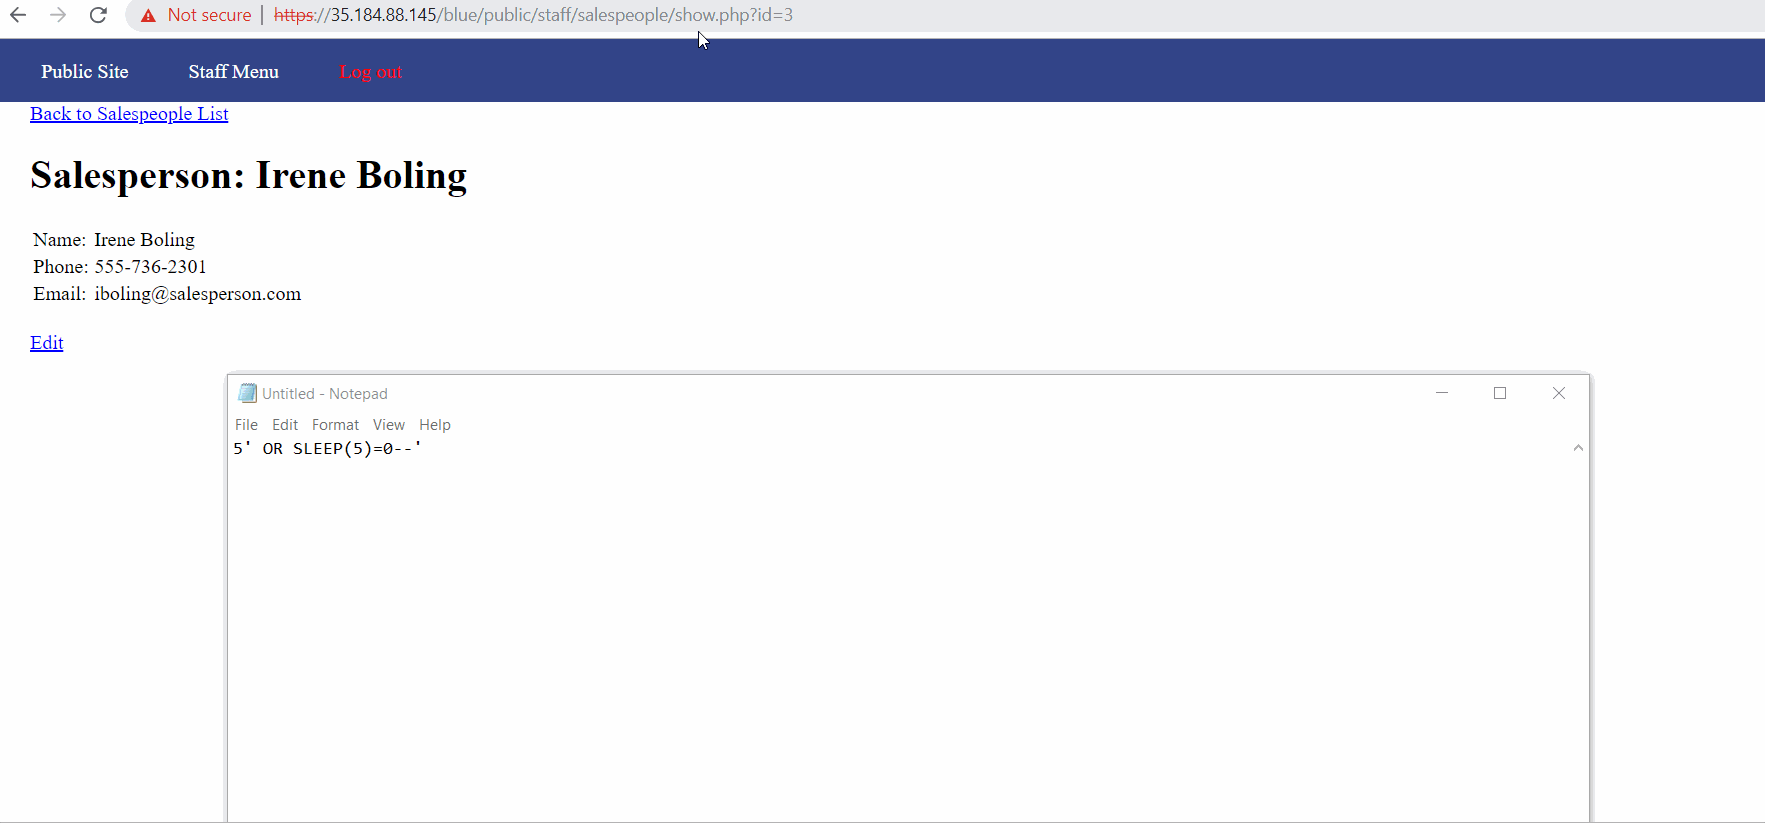 Not secure | https://35.184.88.145/blue/public/staff/salespeople/show.php?id=3
Public Site Staff Menu Log out
Back to Salespeople List
Salesperson: Irene Boling
Name: Irene Boling
Phone: 555-736-2301
Email: iboling@salesperson.com
Edit
Untitled - Notepad
File Edit Format View Help
5' OR SLEEP(5)=0--'